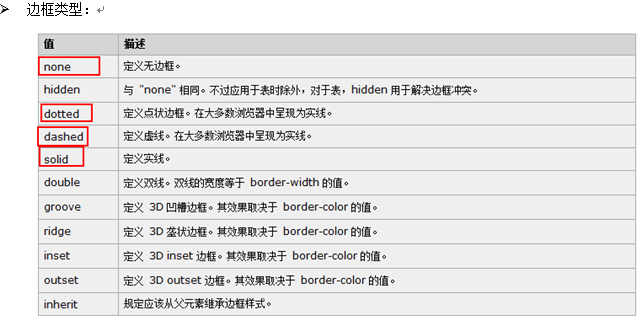 边框类型：
值 描述
none 定义无边框。
hidden 与 "none" 相同。不过应用于表时除外，对于表，hidden 用于解决边框冲突。
dotted 定义点状边框。在大多数浏览器中呈现为实线。
dashed 定义虚线。在大多数浏览器中呈现为实线。
solid 定义实线。
double 定义双线。双线的宽度等于 border-width 的值。
groove 定义 3D 凹槽边框。其效果取决于 border-color 的值。
ridge 定义 3D 垄状边框。其效果取决于 border-color 的值。
inset 定义 3D inset 边框。其效果取决于 border-color 的值。
outset 定义 3D outset 边框。其效果取决于 border-color 的值。
inherit 规定应该从父元素继承边框样式。